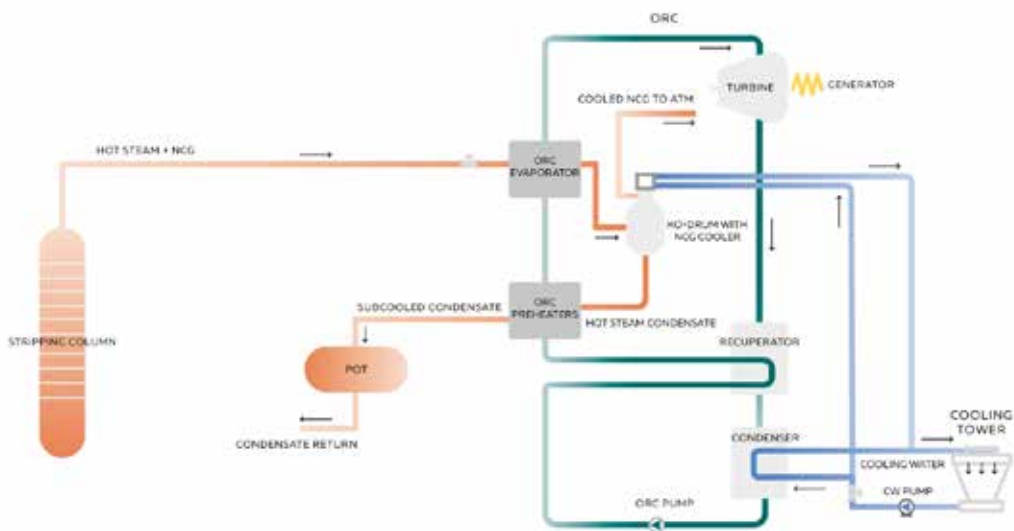 ORC
TURBINE
GENERATOR
COOLED NCG TO ATM
HOT STEAM + NCG
ORC
EVAPORATOR
KO-DRUM WITH
NCG COOLER
ORC
PREHEATERS
SUBCOOLED CONDENSATE
HOT STEAM CONDENSATE
STRIPPING COLUMN
RECUPERATOR
POT
CONDENSATE RETURN
CONDENSER
COOLING
TOWER
COOLING WATER
CW PUMP
ORC PUMP